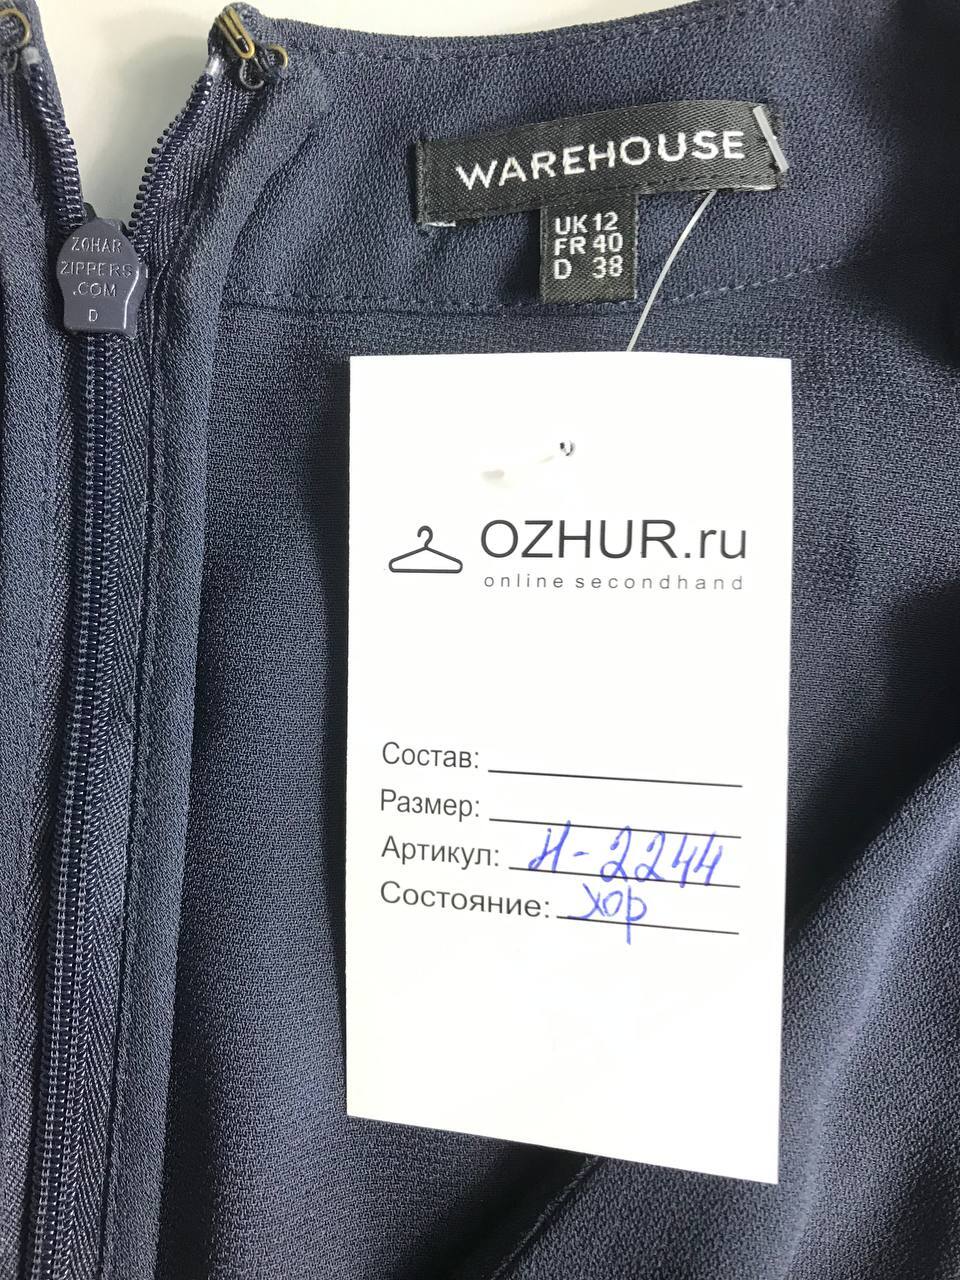 WAREHOUSE
UK 12
FR 40
D 38
ZOHAR
ZIPPERS
.COM
D
OZHUR.ru
online secondhand
Состав:
Размер:
Артикул: И-2244
Состояние: хор